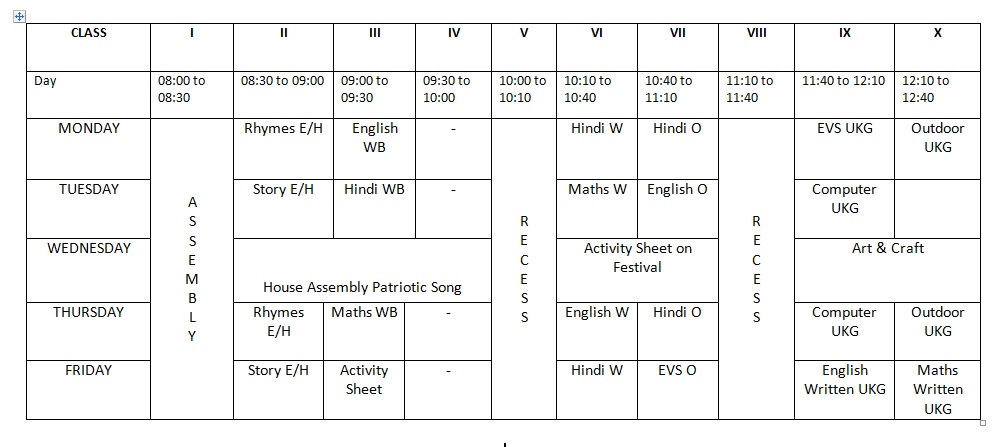 CLASS I II III IV V VI VII VIII IX X
Day 08:00 to 08:30 08:30 to 09:00 09:00 to 09:30 09:30 to 10:00 10:00 to 10:10 10:10 to 10:40 10:40 to 11:10 11:10 to 11:40 11:40 to 12:10 12:10 to 12:40
MONDAY ASSEMBLY Rhymes E/H English WB - RECESS Hindi W Hindi O RECESS EVS UKG Outdoor UKG
TUESDAY Story E/H Hindi WB - Maths W English O Computer UKG
WEDNESDAY House Assembly Patriotic Song Activity Sheet on Festival Art & Craft
THURSDAY Rhymes E/H Maths WB - English W Hindi O Computer UKG Outdoor UKG
FRIDAY Story E/H Activity Sheet - Hindi W EVS O English Written UKG Maths Written UKG